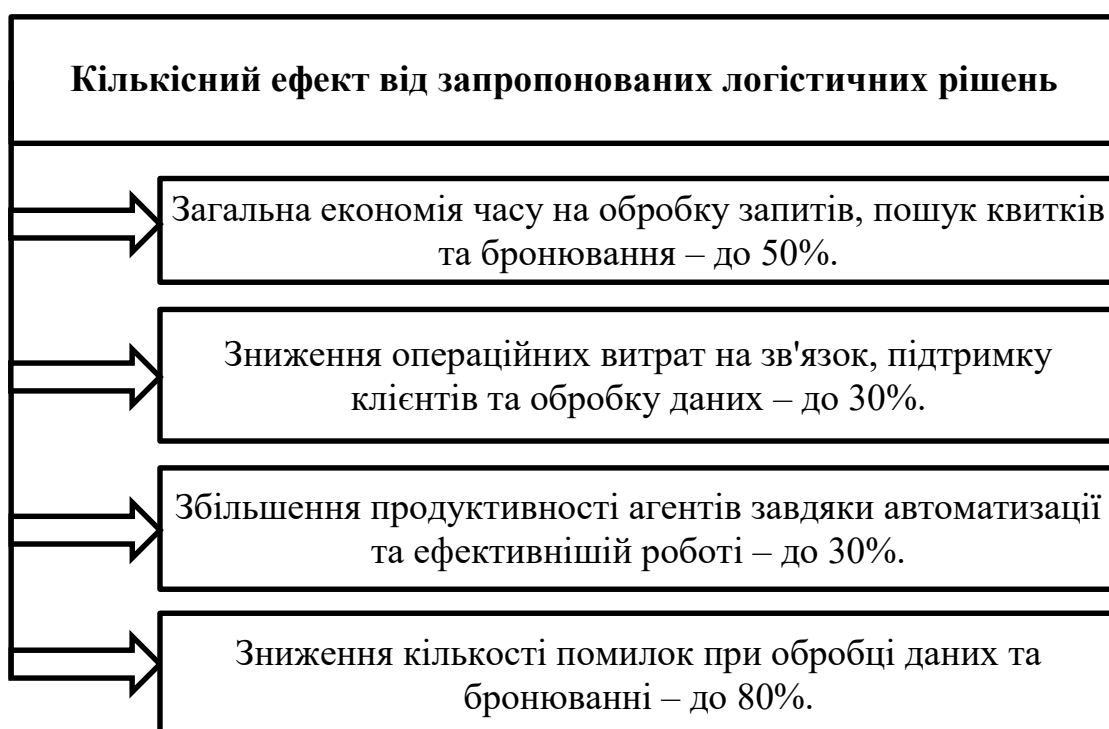 Кількісний ефект від запропонованих логістичних рішень
Загальна економія часу на обробку запитів, пошук квитків
та бронювання – до 50%.
Зниження операційних витрат на зв'язок, підтримку
клієнтів та обробку даних – до 30%.
Збільшення продуктивності агентів завдяки автоматизації
та ефективнішій роботі – до 30%.
Зниження кількості помилок при обробці даних та
бронюванні – до 80%.